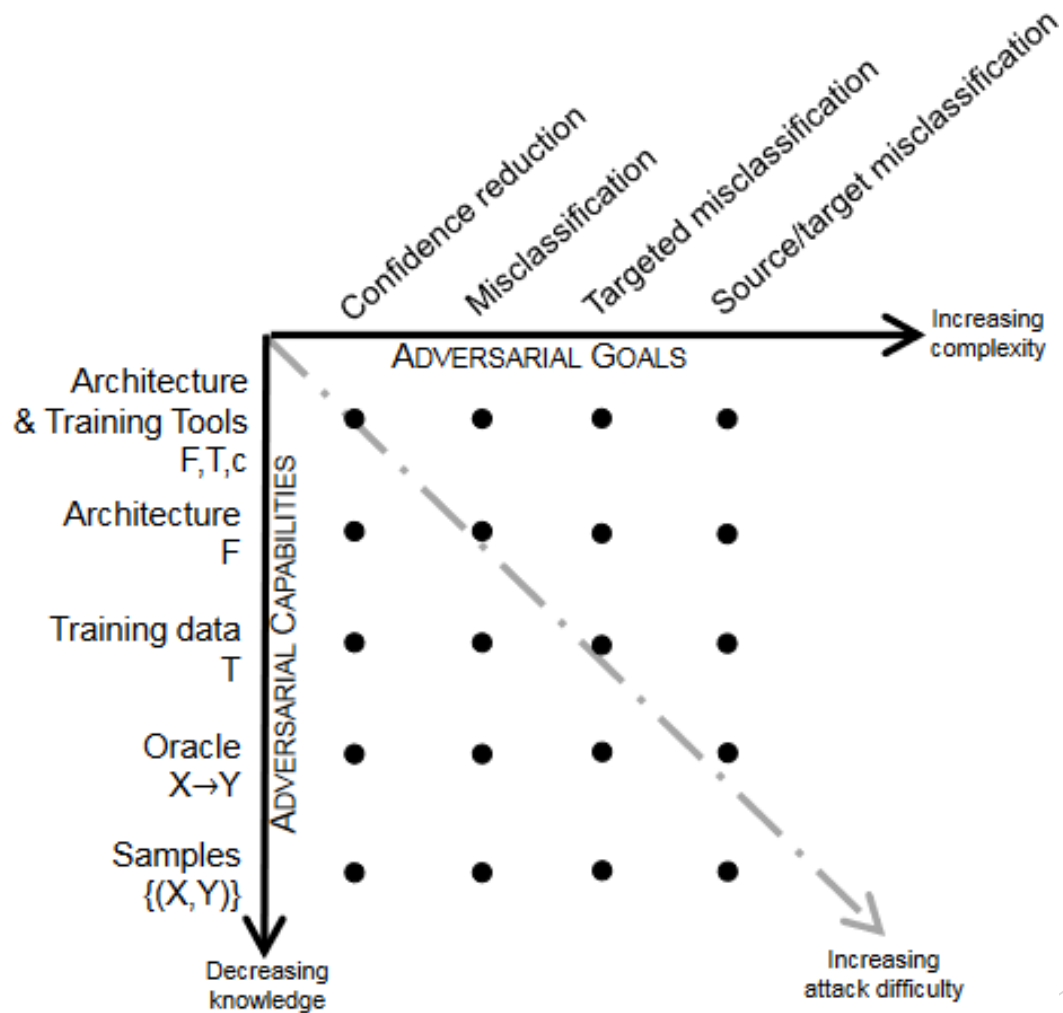 Confidence reduction
Misclassification
Targeted misclassification
Source/target misclassification
Increasing
complexity
ADVERSARIAL GOALS
Architecture
& Training Tools
F,T,c
Architecture
F
Training data
T
Oracle
X→Y
Samples
{(X,Y)}
ADVERSARIAL CAPABILITIES
Decreasing
knowledge
Increasing
attack difficulty